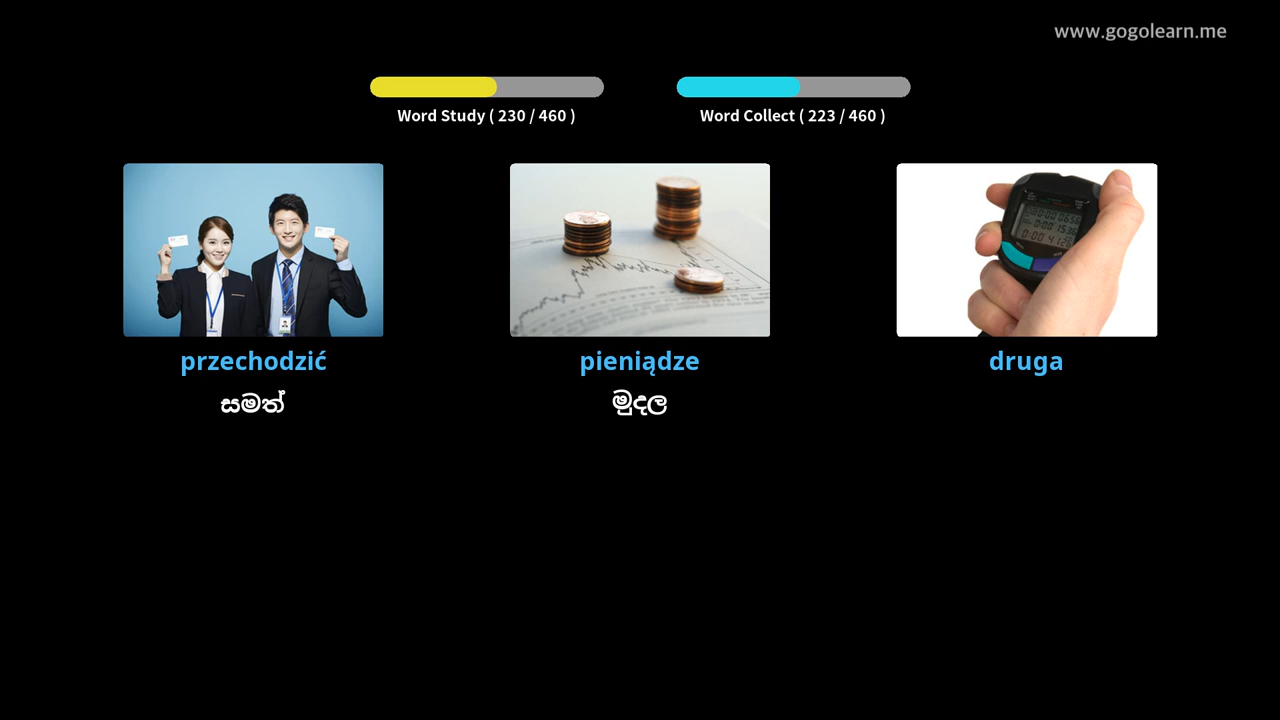 www.gogolearn.me
Word Study ( 230 / 460 )
Word Collect ( 223 / 460 )
przechodzić
pieniądze
druga
සමත්
මුදල